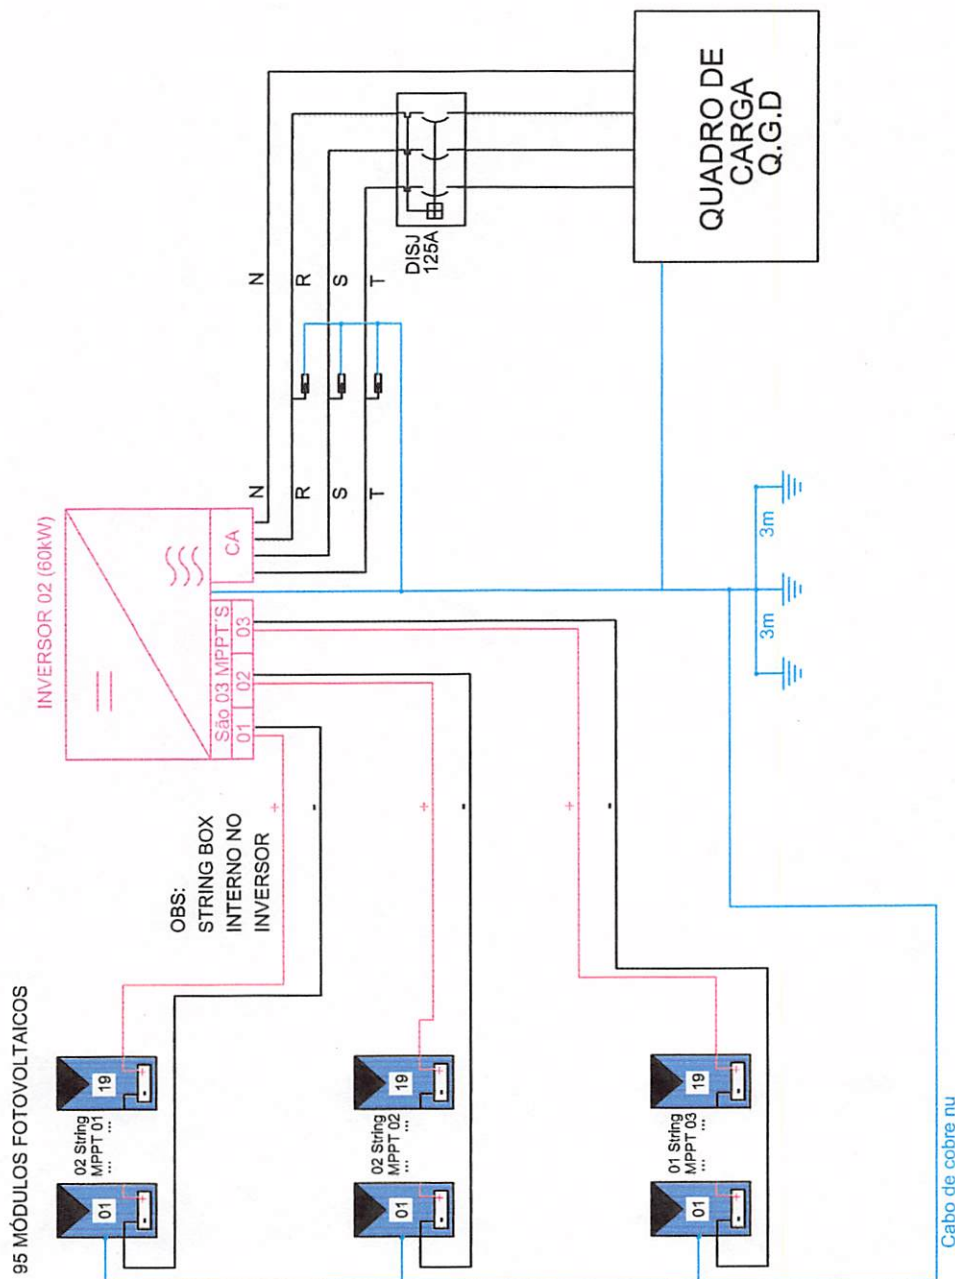 95 MÓDULOS FOTOVOLTAICOS
01
02 String
MPPT 01
... ...
19
01
02 String
MPPT 02
... ...
19
01
01 String
MPPT 03
... ...
19
+
-
+
-
+
-
OBS:
STRING BOX
INTERNO NO
INVERSOR
INVERSOR 02 (60kW)
São 03 MPPT´S
01 02 03
CA
N
R
S
T
N
R
S
T
DISJ
125A
QUADRO DE
CARGA
Q.G.D
3m
3m
Cabo de cobre nu